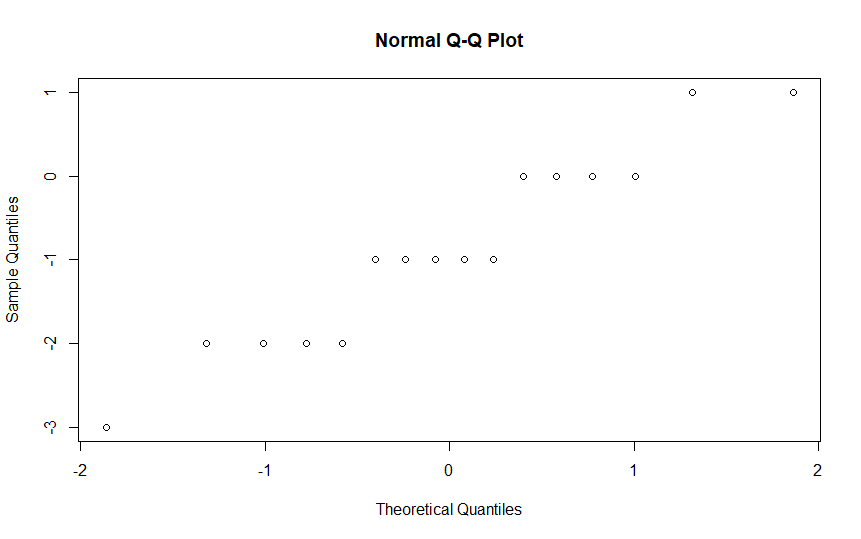 Normal Q-Q Plot
1
0
-1
-2
-3
Sample Quantiles
-2 -1 0 1 2
Theoretical Quantiles